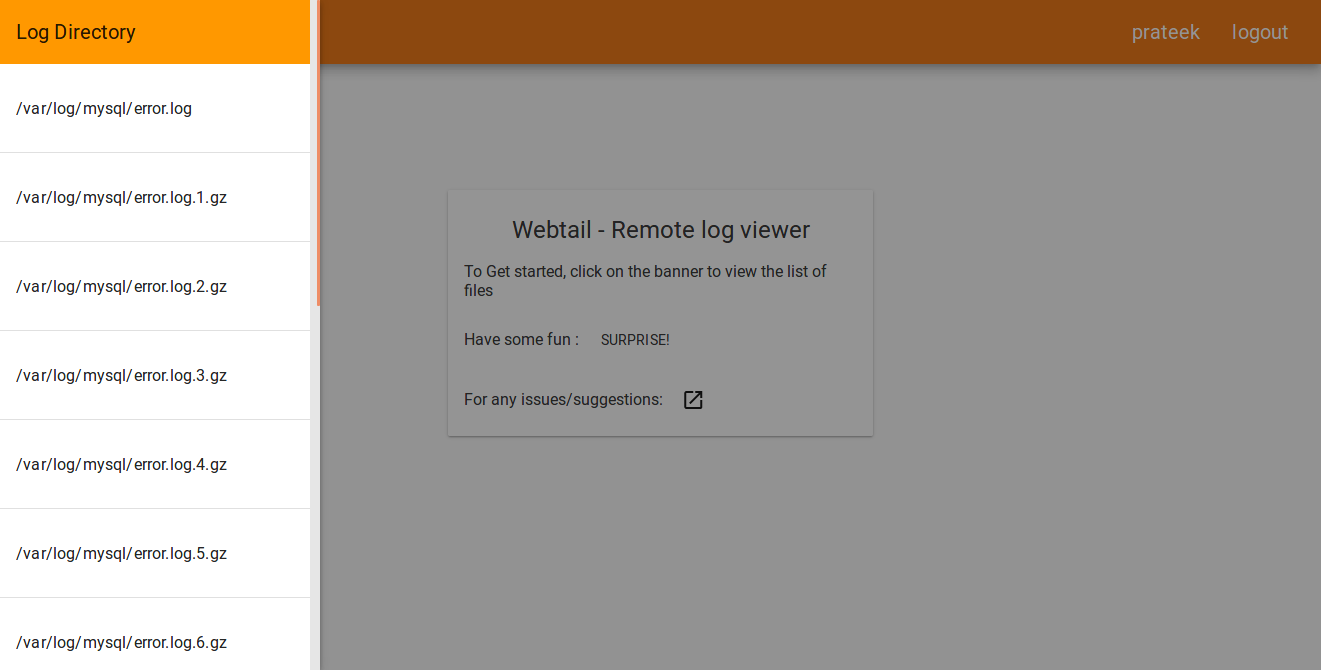 Log Directory
prateek
logout
/var/log/mysql/error.log
/var/log/mysql/error.log.1.gz
/var/log/mysql/error.log.2.gz
/var/log/mysql/error.log.3.gz
/var/log/mysql/error.log.4.gz
/var/log/mysql/error.log.5.gz
/var/log/mysql/error.log.6.gz
Webtail - Remote log viewer
To Get started, click on the banner to view the list of
files
Have some fun : SURPRISE!
For any issues/suggestions: